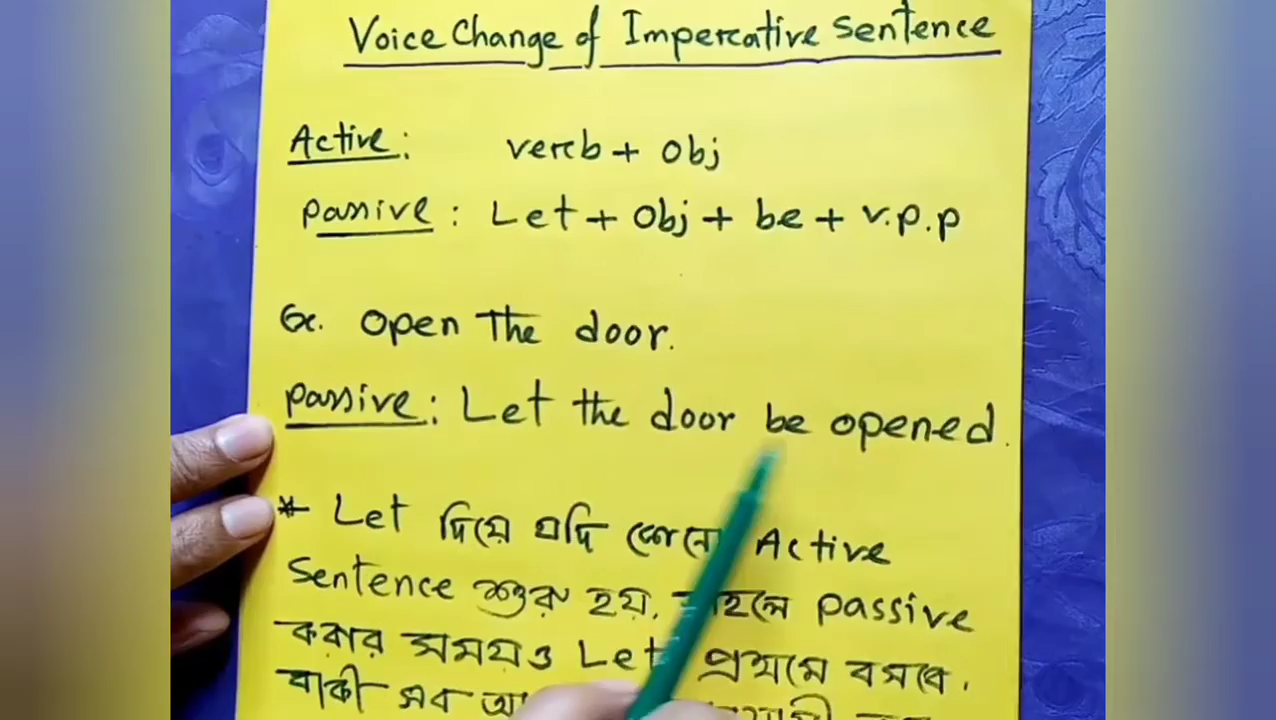 Voice Change of Imperative Sentence
Active: verb + obj
Passive: Let + obj + be + v.p.p
Ex. Open The door.
Passive: Let the door be opened.
* Let দিয়ে যদি কোনো Active
Sentence শুরু হয়, তাহলে passive
করার সময়ও Let প্রথমে বসবে,
বাকী সব